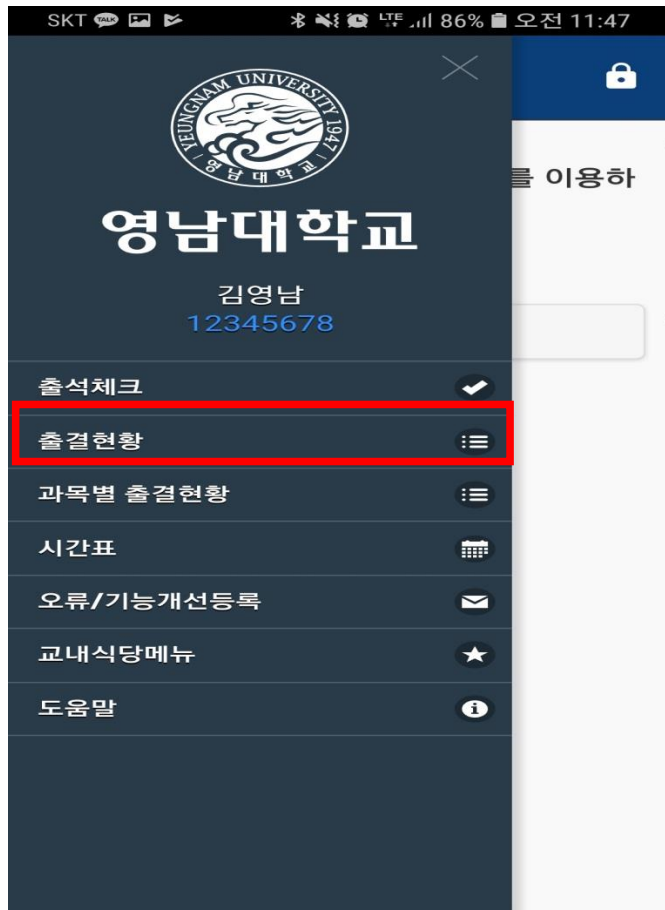 SKT TALK LTE 86% 오전 11:47
YEUNGNAM UNIVERSITY 1947
영남대학교
영남대학교
를 이용하
김영남
12345678
출석체크
출결현황
과목별 출결현황
시간표
오류/기능개선등록
교내식당메뉴
도움말